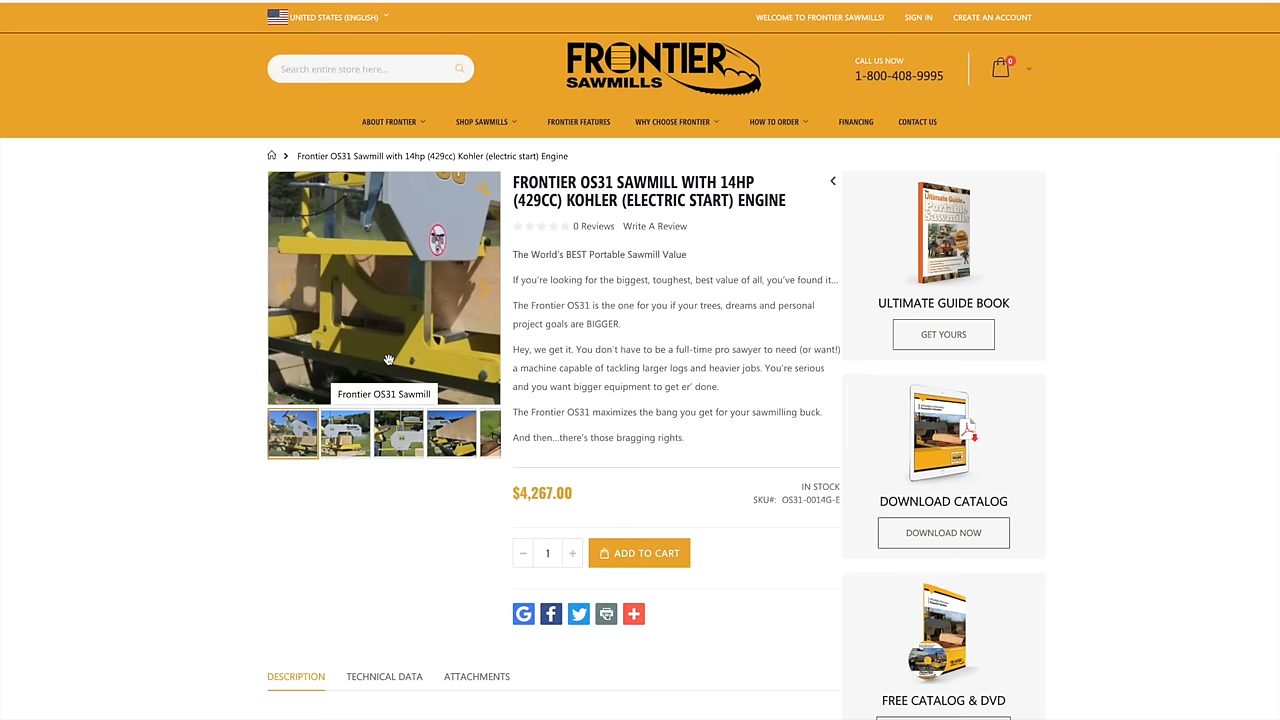 UNITED STATES (ENGLISH)
WELCOME TO FRONTIER SAWMILLS!
SIGN IN
CREATE AN ACCOUNT
Search entire store here...
FRONTIER
SAWMILLS
CALL US NOW
1-800-408-9995
0
ABOUT FRONTIER
SHOP SAWMILLS
FRONTIER FEATURES
WHY CHOOSE FRONTIER
HOW TO ORDER
FINANCING
CONTACT US
Frontier OS31 Sawmill with 14hp (429cc) Kohler (electric start) Engine
FRONTIER OS31 SAWMILL WITH 14HP
(429CC) KOHLER (ELECTRIC START) ENGINE
0 Reviews Write A Review
The World's BEST Portable Sawmill Value
If you're looking for the biggest, toughest, best value of all, you've found it...
The Frontier OS31 is the one for you if your trees, dreams and personal
project goals are BIGGER.
Hey, we get it. You don't have to be a full-time pro sawyer to need (or want!)
a machine capable of tackling larger logs and heavier jobs. You're serious
and you want bigger equipment to get er' done.
The Frontier OS31 maximizes the bang you get for your sawmilling buck.
And then...there's those bragging rights.
Frontier OS31 Sawmill
$4,267.00
IN STOCK
SKU#: OS31-0014G-E
1
ADD TO CART
DESCRIPTION
TECHNICAL DATA
ATTACHMENTS
The
Ultimate Guide
Portable
Sawmills
ULTIMATE GUIDE BOOK
GET YOURS
DOWNLOAD CATALOG
DOWNLOAD NOW
FREE CATALOG & DVD